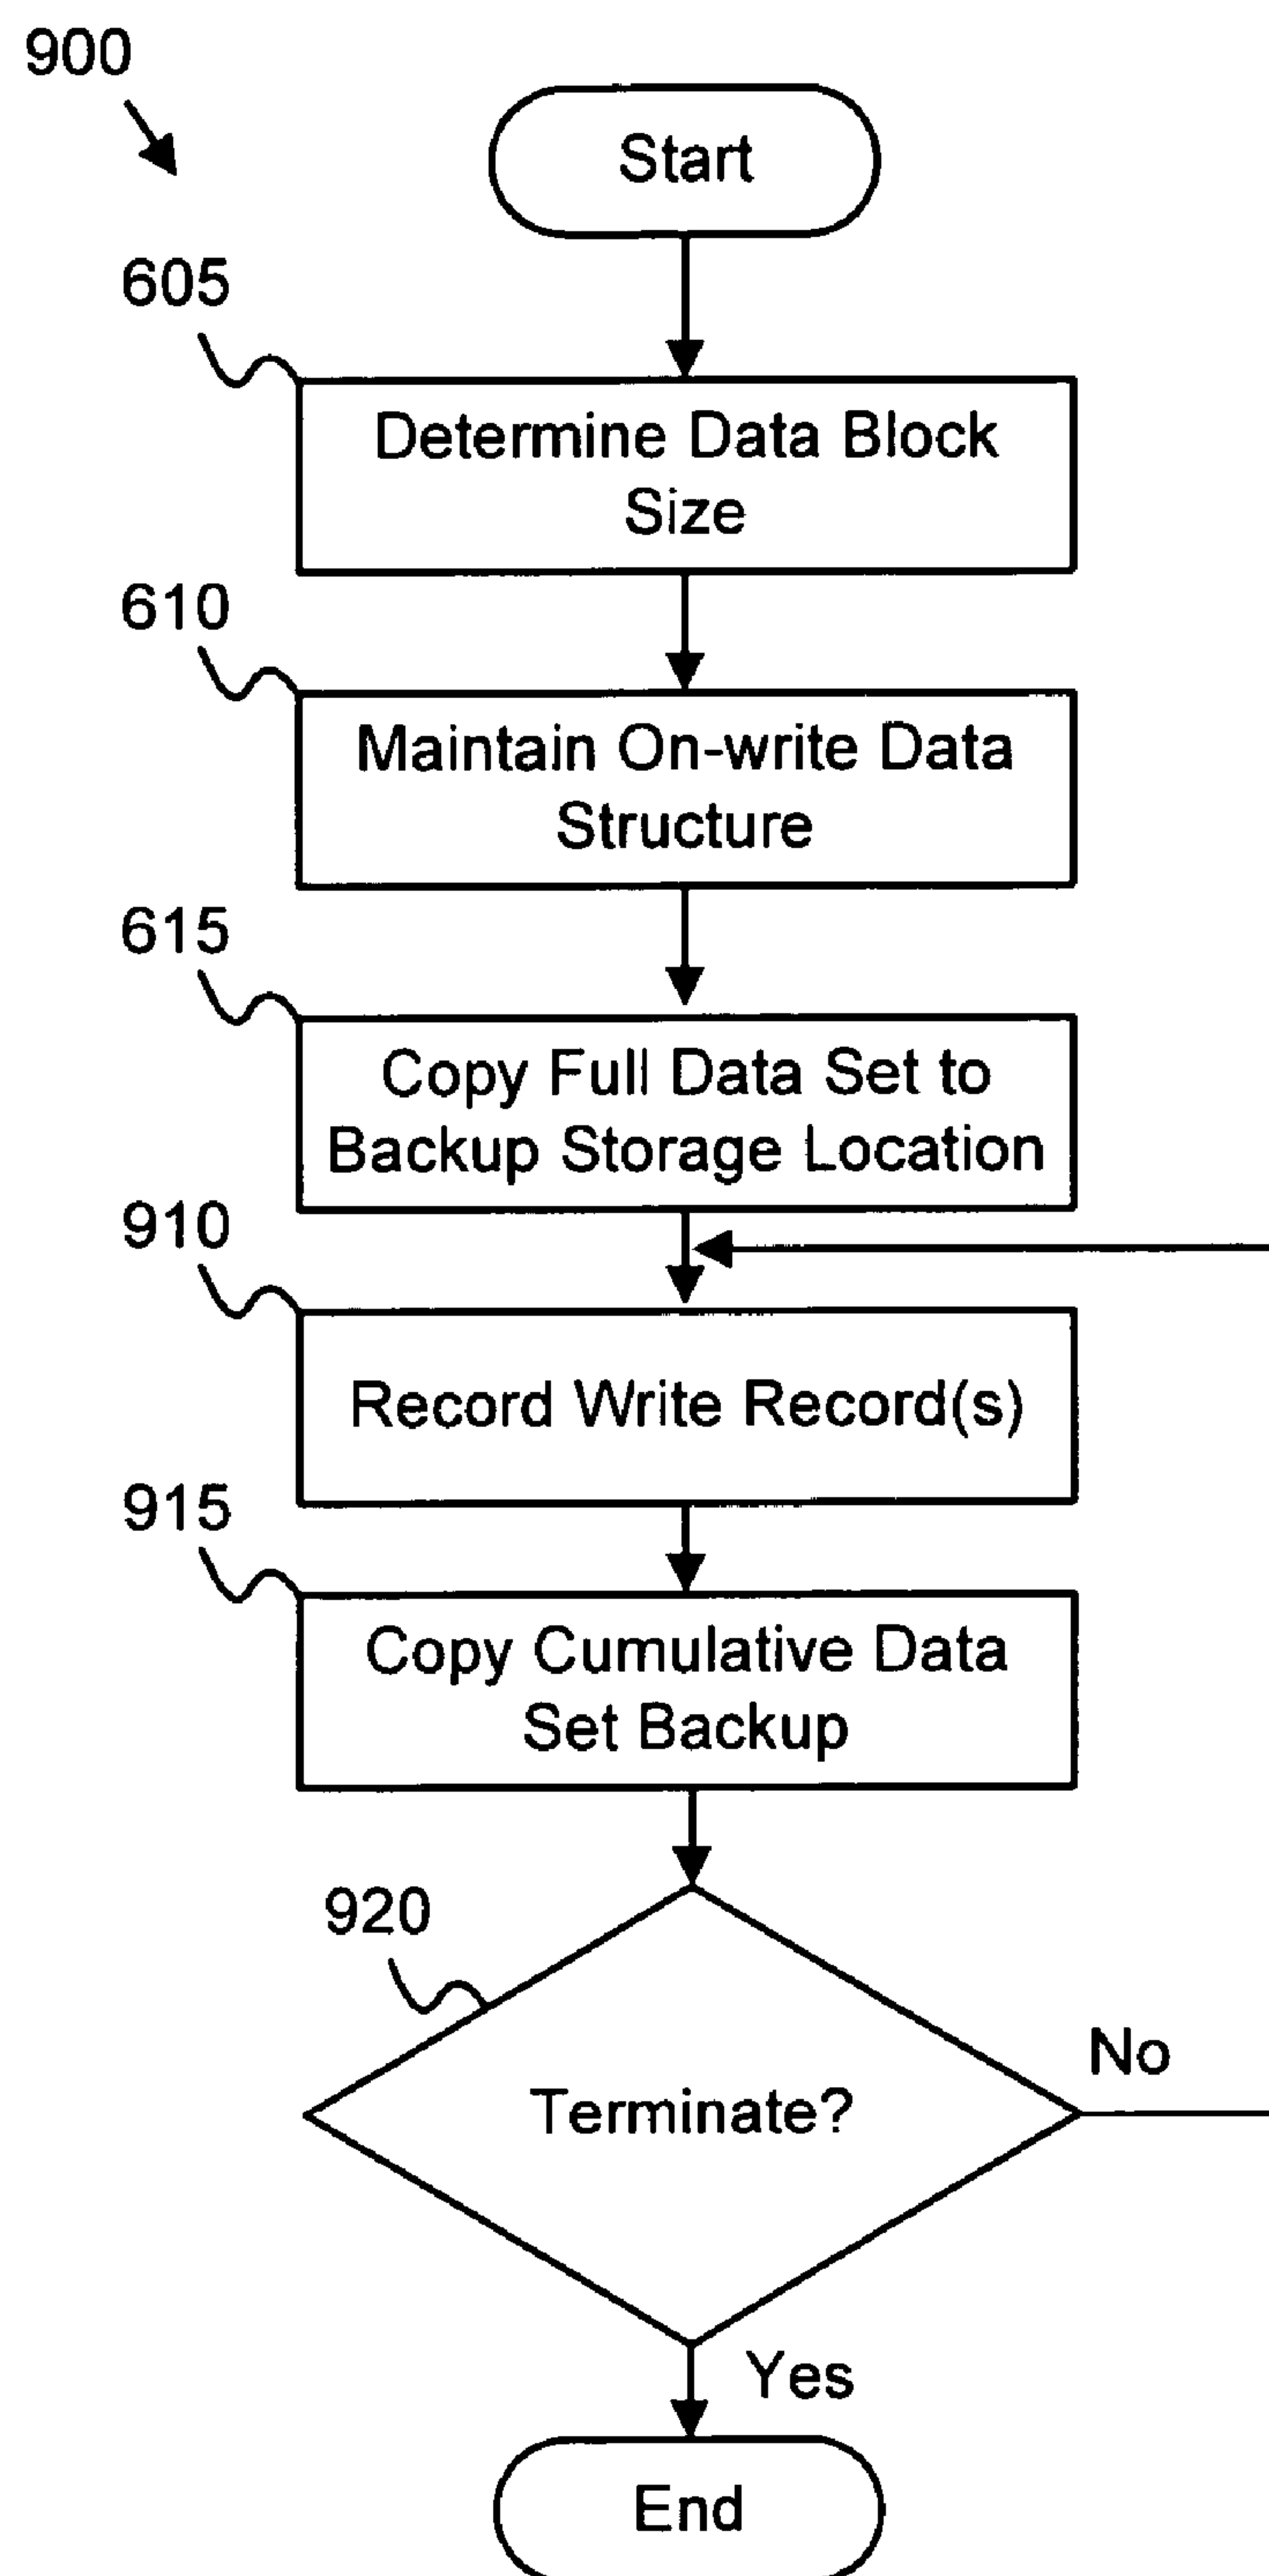 900
Start
605
Determine Data Block
Size
610
Maintain On-write Data
Structure
615
Copy Full Data Set to
Backup Storage Location
910
Record Write Record(s)
915
Copy Cumulative Data
Set Backup
920
Terminate?
No
Yes
End